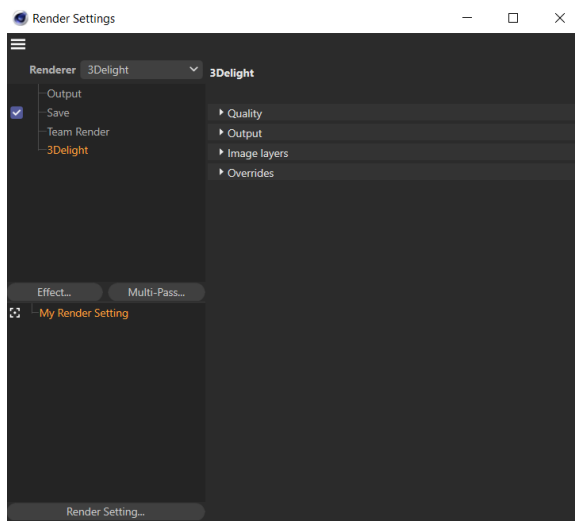 Render Settings
Renderer 3Delight
3Delight
Output
Save
Team Render
3Delight
Quality
Output
Image layers
Overrides
Effect... Multi-Pass...
My Render Setting
Render Setting...